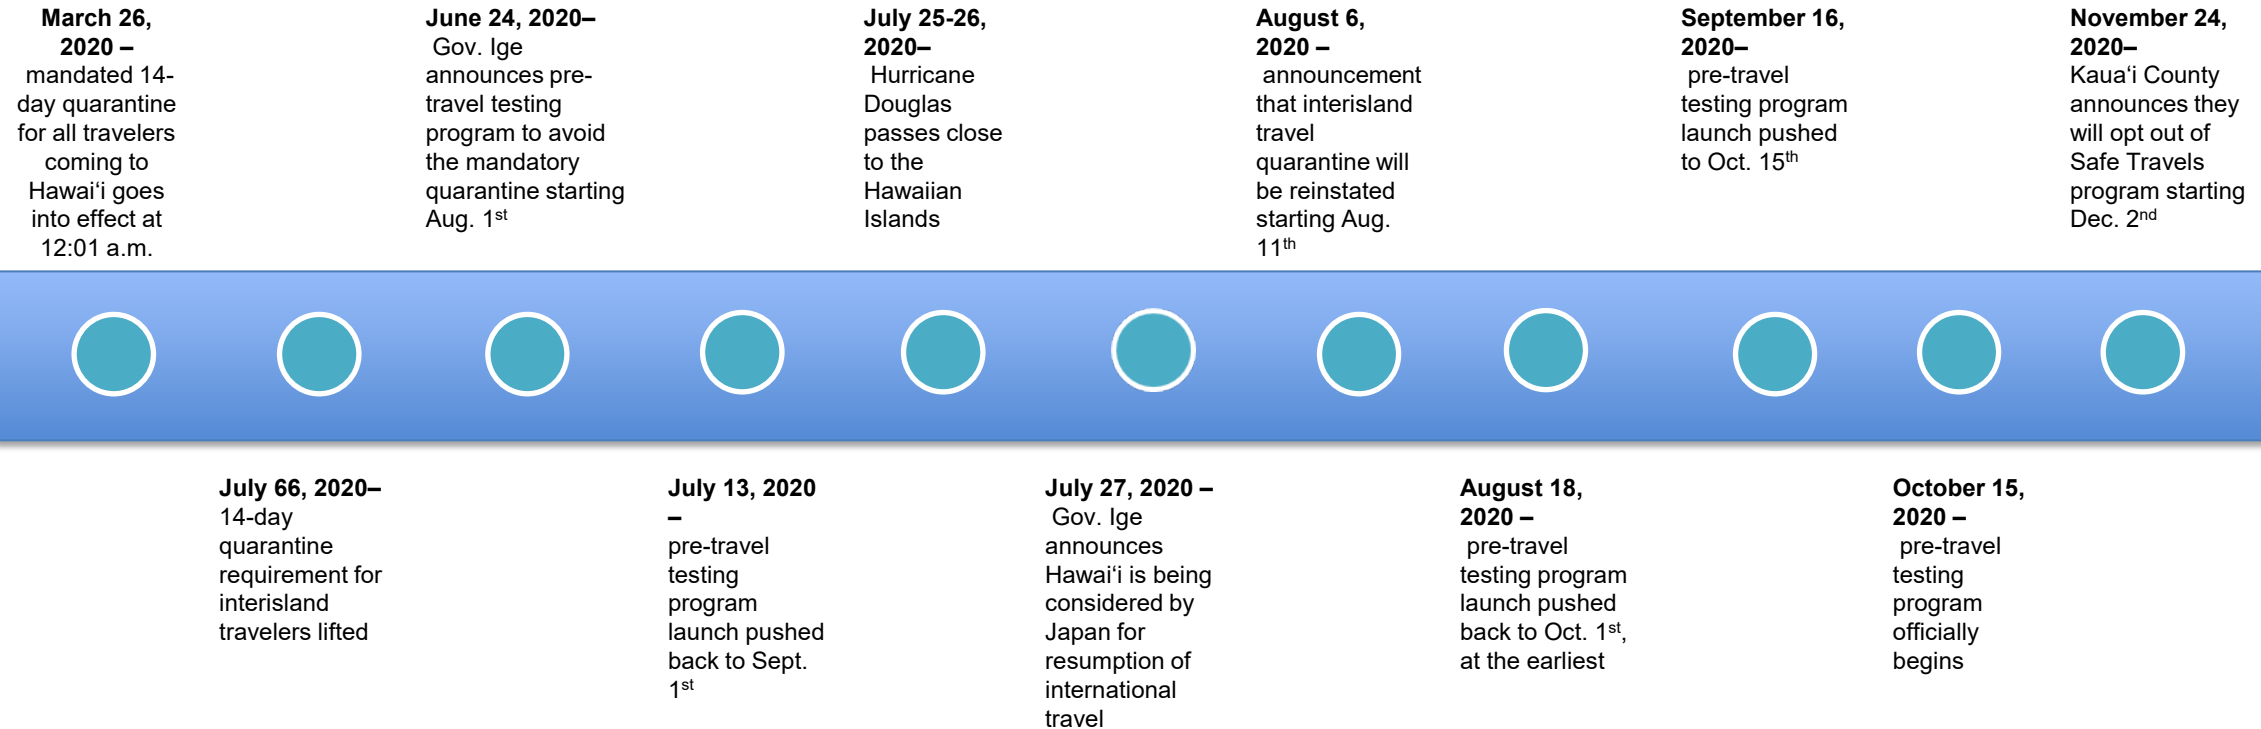 March 26,
2020 –
mandated 14-
day quarantine
for all travelers
coming to
Hawai‘i goes
into effect at
12:01 a.m.
June 24, 2020–
Gov. Ige
announces pre-
travel testing
program to avoid
the mandatory
quarantine starting
Aug. 1st
July 25-26,
2020–
Hurricane
Douglas
passes close
to the
Hawaiian
Islands
August 6,
2020 –
announcement
that interisland
travel
quarantine will
be reinstated
starting Aug.
11th
September 16,
2020–
pre-travel
testing program
launch pushed
to Oct. 15th
November 24,
2020–
Kaua‘i County
announces they
will opt out of
Safe Travels
program starting
Dec. 2nd
July 66, 2020–
14-day
quarantine
requirement for
interisland
travelers lifted
July 13, 2020
–
pre-travel
testing
program
launch pushed
back to Sept.
1st
July 27, 2020 –
Gov. Ige
announces
Hawai‘i is being
considered by
Japan for
resumption of
international
travel
August 18,
2020 –
pre-travel
testing program
launch pushed
back to Oct. 1st,
at the earliest
October 15,
2020 –
pre-travel
testing
program
officially
begins